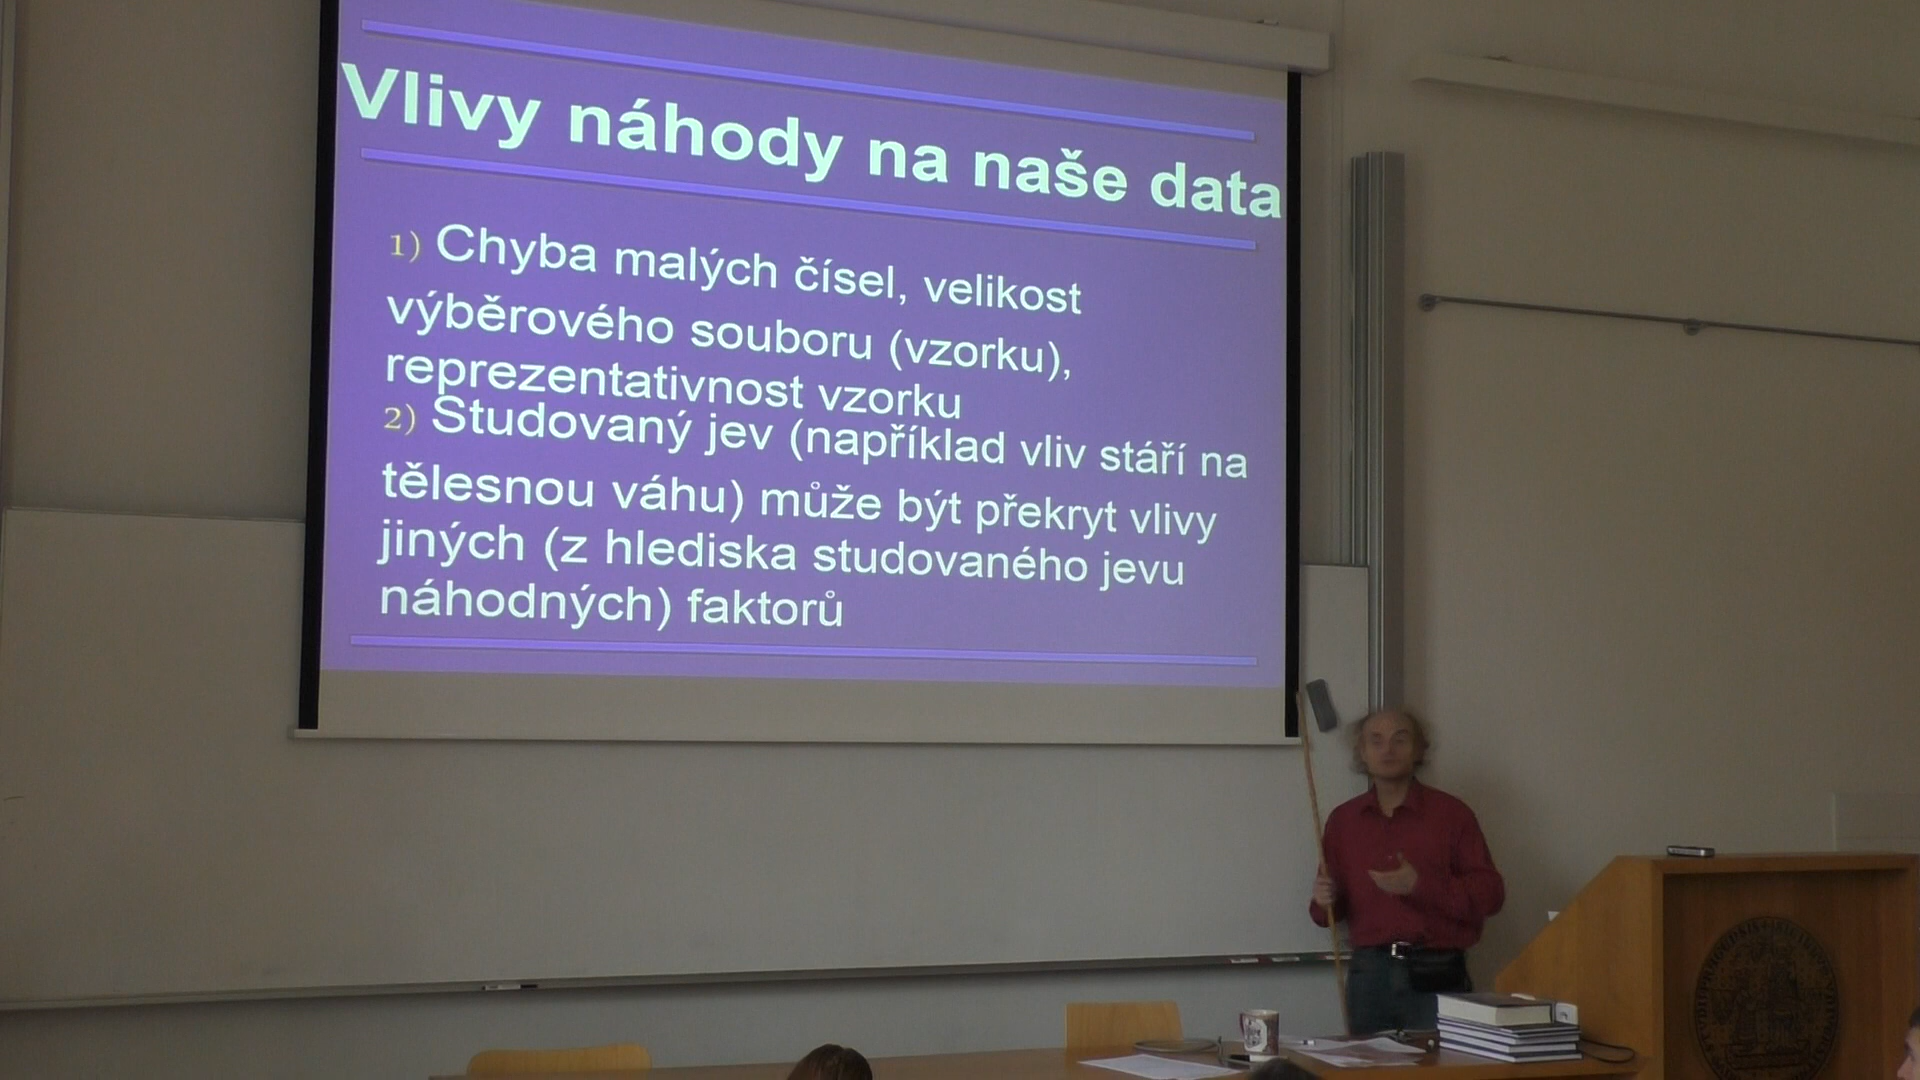 Vlivy náhody na naše data
1) Chyba malých čísel, velikost
výběrového souboru (vzorku),
reprezentativnost vzorku
2) Studovaný jev (například vliv stáří na
tělesnou váhu) může být překryt vlivy
jiných (z hlediska studovaného jevu
náhodných) faktorů